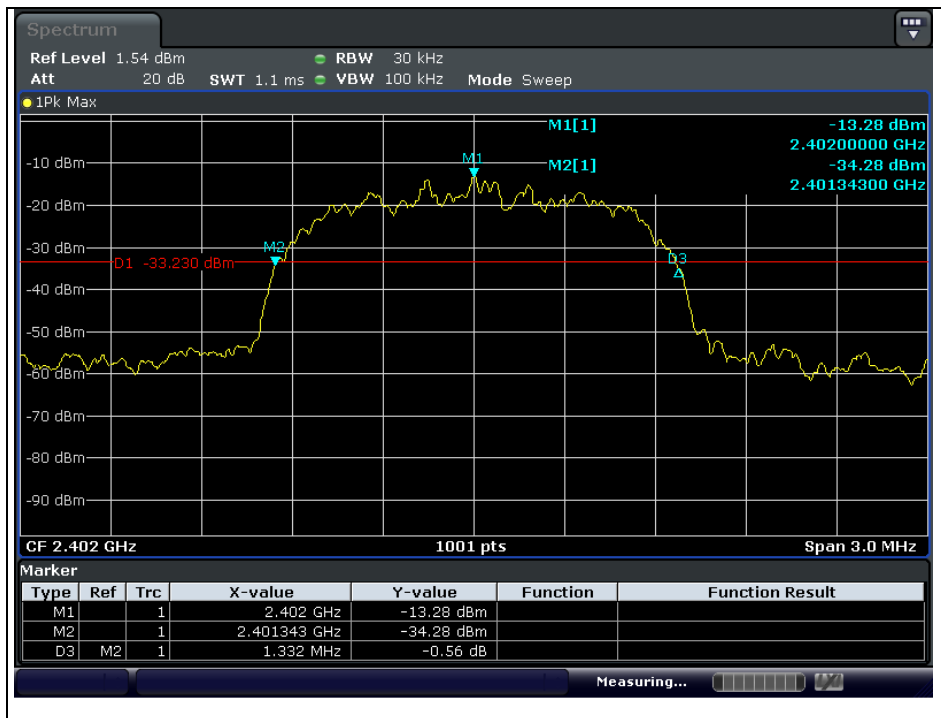 Spectrum
Ref Level 1.54 dBm RBW 30 kHz
Att 20 dB SWT 1.1 ms VBW 100 kHz Mode Sweep
1Pk Max
M1[1] -13.28 dBm
2.40200000 GHz
M2[1] -34.28 dBm
2.40134300 GHz
M1
-10 dBm
-20 dBm
-30 dBm
M2
D1 -33.230 dBm
D3
-40 dBm
-50 dBm
-60 dBm
-70 dBm
-80 dBm
-90 dBm
CF 2.402 GHz 1001 pts Span 3.0 MHz
Marker
Type Ref Trc X-value Y-value Function Function Result
M1 1 2.402 GHz -13.28 dBm
M2 1 2.401343 GHz -34.28 dBm
D3 M2 1 1.332 MHz -0.56 dB
Measuring...